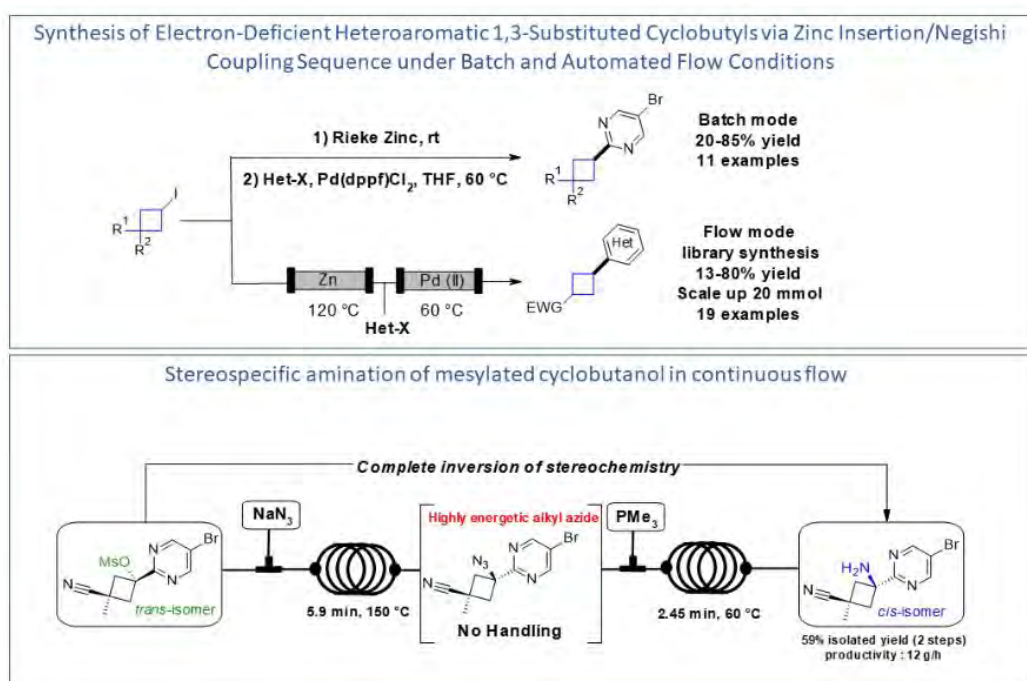 Synthesis of Electron-Deficient Heteroaromatic 1,3-Substituted Cyclobutyls via Zinc Insertion/Negishi
Coupling Sequence under Batch and Automated Flow Conditions
1) Rieke Zinc, rt
2) Het-X, Pd(dppf)Cl₂, THF, 60 °C
I
R¹
R²
Br
N
N
R¹
R²
Batch mode
20-85% yield
11 examples
Zn
Pd (II)
120 °C
60 °C
Het-X
Het
EWG
Flow mode
library synthesis
13-80% yield
Scale up 20 mmol
19 examples
Stereospecific amination of mesylated cyclobutanol in continuous flow
Complete inversion of stereochemistry
MsO
N
N
Br
N
trans-isomer
NaN₃
5.9 min, 150 °C
Highly energetic alkyl azide
N₃
N
N
Br
N
No Handling
PMe₃
2.45 min, 60 °C
H₂N
N
N
Br
N
cis-isomer
59% isolated yield (2 steps)
productivity : 12 g/h